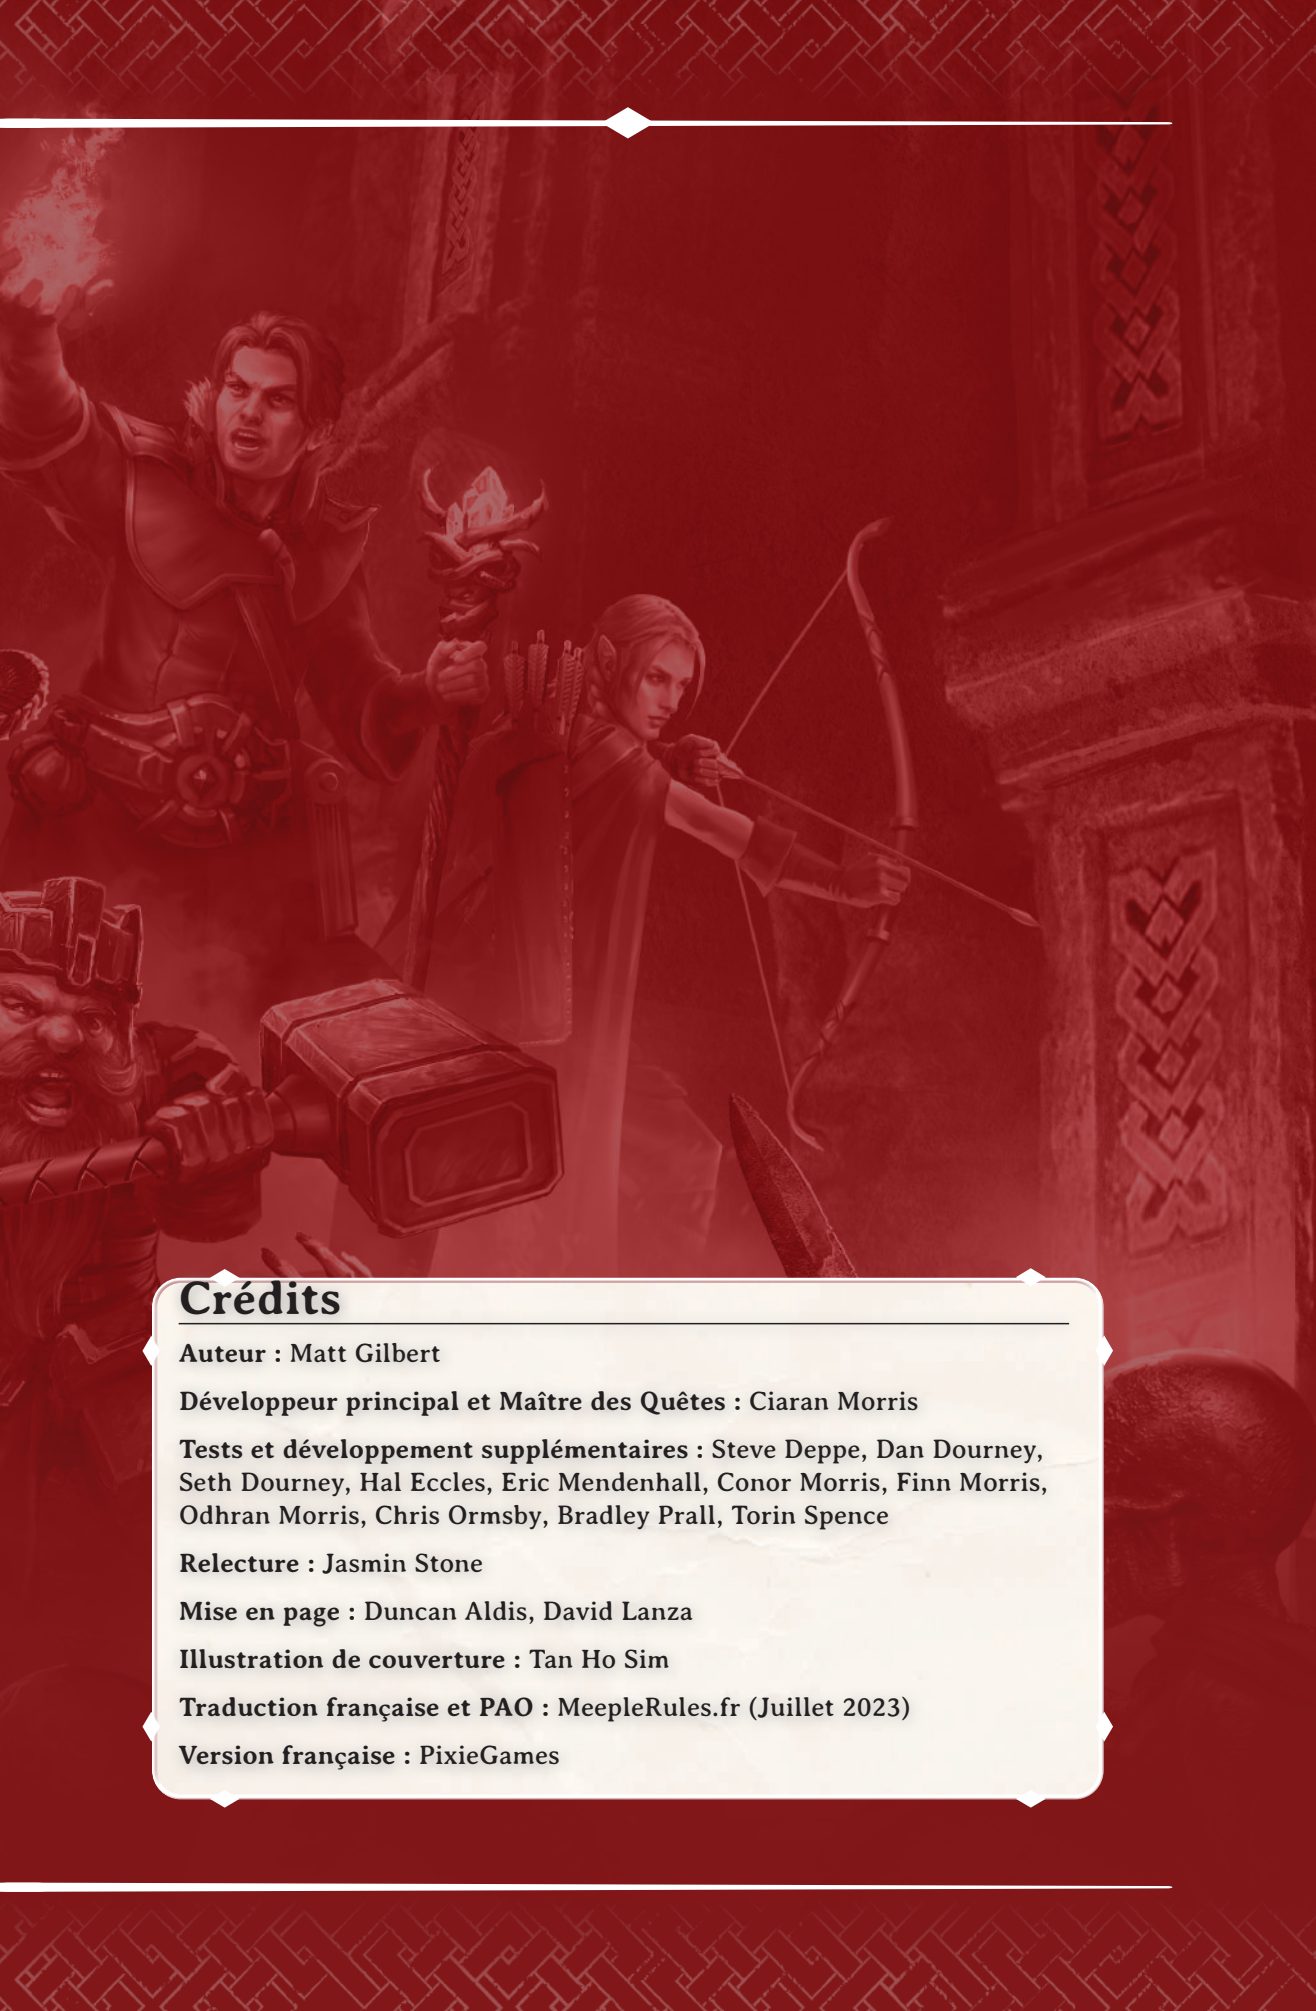 Crédits
Auteur : Matt Gilbert
Développeur principal et Maître des Quêtes : Ciaran Morris
Tests et développement supplémentaires : Steve Deppe, Dan Dourney,
Seth Dourney, Hal Eccles, Eric Mendenhall, Conor Morris, Finn Morris,
Odhran Morris, Chris Ormsby, Bradley Prall, Torin Spence
Relecture : Jasmin Stone
Mise en page : Duncan Aldis, David Lanza
Illustration de couverture : Tan Ho Sim
Traduction française et PAO : MeepleRules.fr (Juillet 2023)
Version française : PixieGames